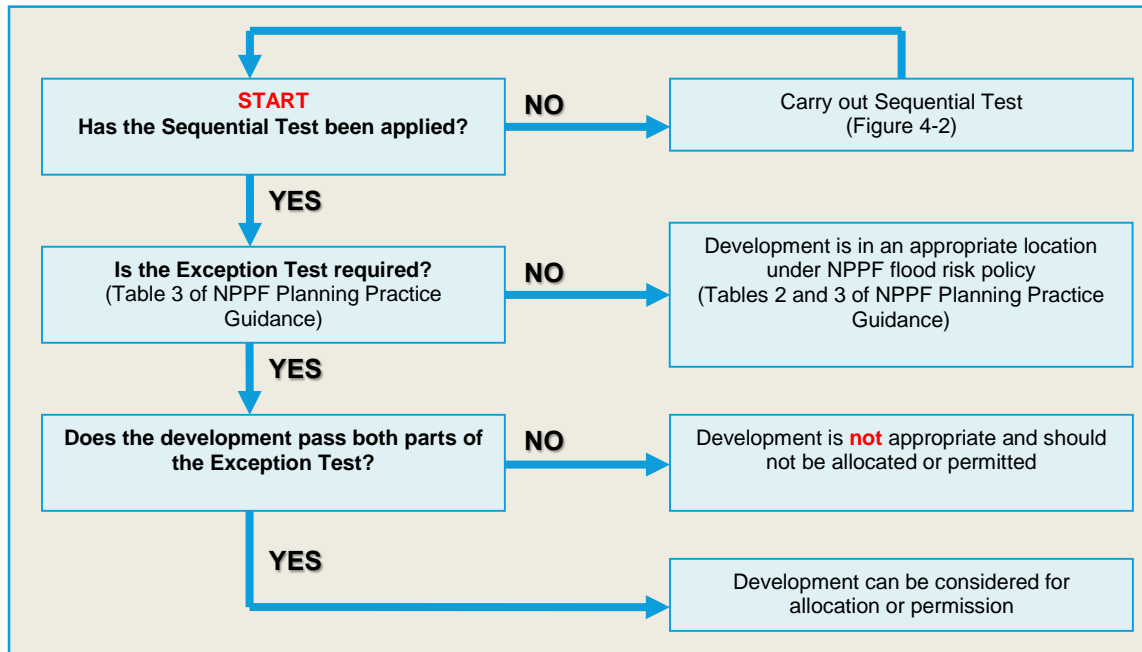 START
Has the Sequential Test been applied?
NO
Carry out Sequential Test
(Figure 4-2)
YES
Is the Exception Test required?
(Table 3 of NPPF Planning Practice
Guidance)
NO
Development is in an appropriate location
under NPPF flood risk policy
(Tables 2 and 3 of NPPF Planning Practice
Guidance)
YES
Does the development pass both parts of
the Exception Test?
NO
Development is not appropriate and should
not be allocated or permitted
YES
Development can be considered for
allocation or permission